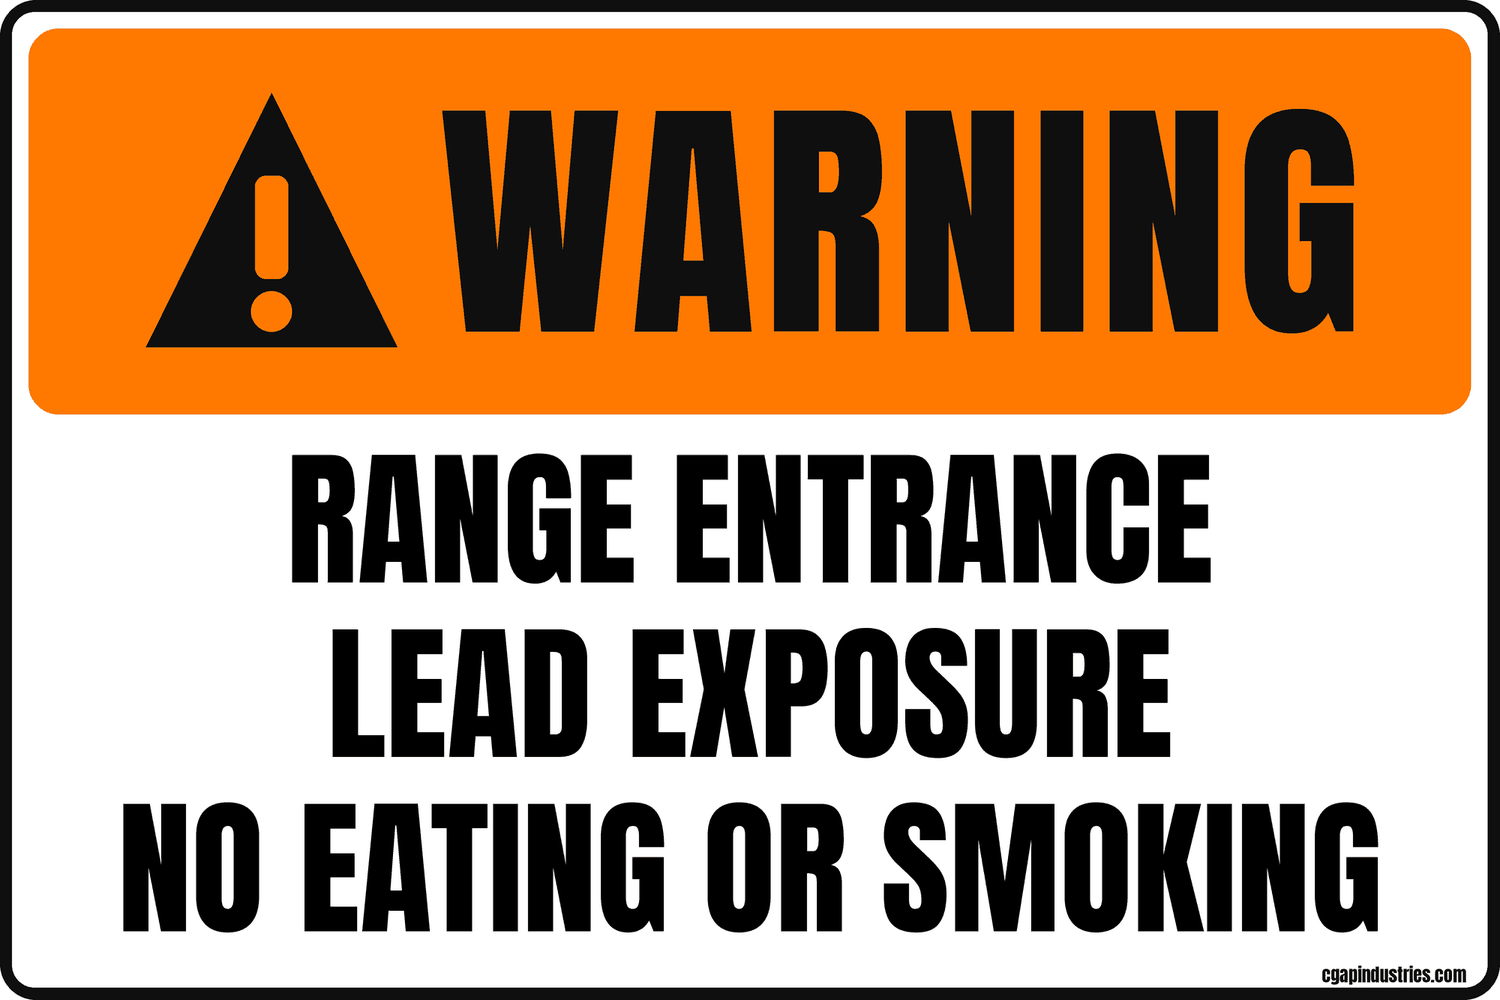 WARNING
RANGE ENTRANCE
LEAD EXPOSURE
NO EATING OR SMOKING
cgapindustries.com